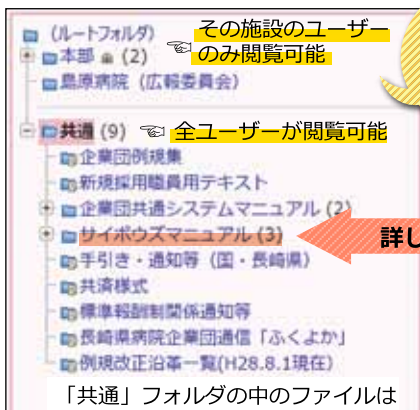 (ルートフォルダ)
本部 (2) ☜ その施設のユーザーのみ閲覧可能
島原病院 (広報委員会)
共通 (9) ☜ 全ユーザーが閲覧可能
企業団例規集
新規採用職員用テキスト
企業団共通システムマニュアル (2)
サイボウズマニュアル (3)
詳し
手引き・通知等 (国・長崎県)
共済様式
標準報酬制関係通知等
長崎県病院企業団通信「ふくよか」
例規改正沿革一覧(H28.8.1現在)
「共通」フォルダの中のファイルは